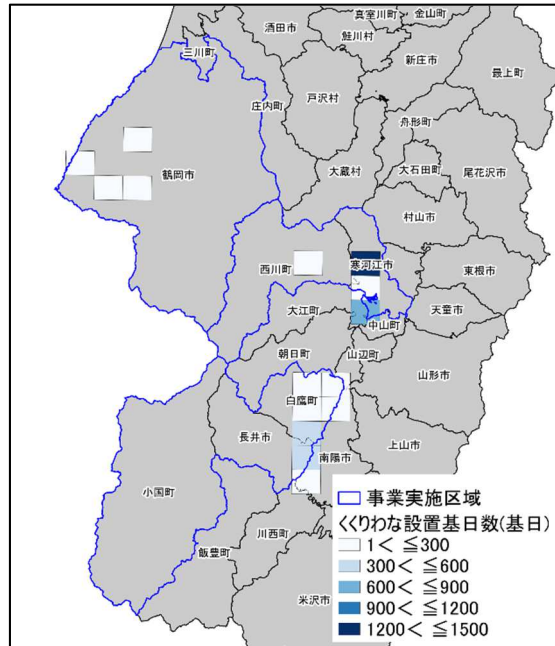 真室川町
金山町
酒田市
鮭川村
三川町
新庄市
最上町
戸沢村
庄内町
舟形町
鶴岡市
大蔵村
大石田町
尾花沢市
村山市
西川町
寒河江市
東根市
大江町
天童市
中山町
朝日町
山辺町
山形市
白鷹町
長井市
南陽市
上山市
小国町
川西町
飯豊町
米沢市
事業実施区域
くくりわな設置基日数(基日)
1< ≦300
300< ≦600
600< ≦900
900< ≦1200
1200< ≦1500